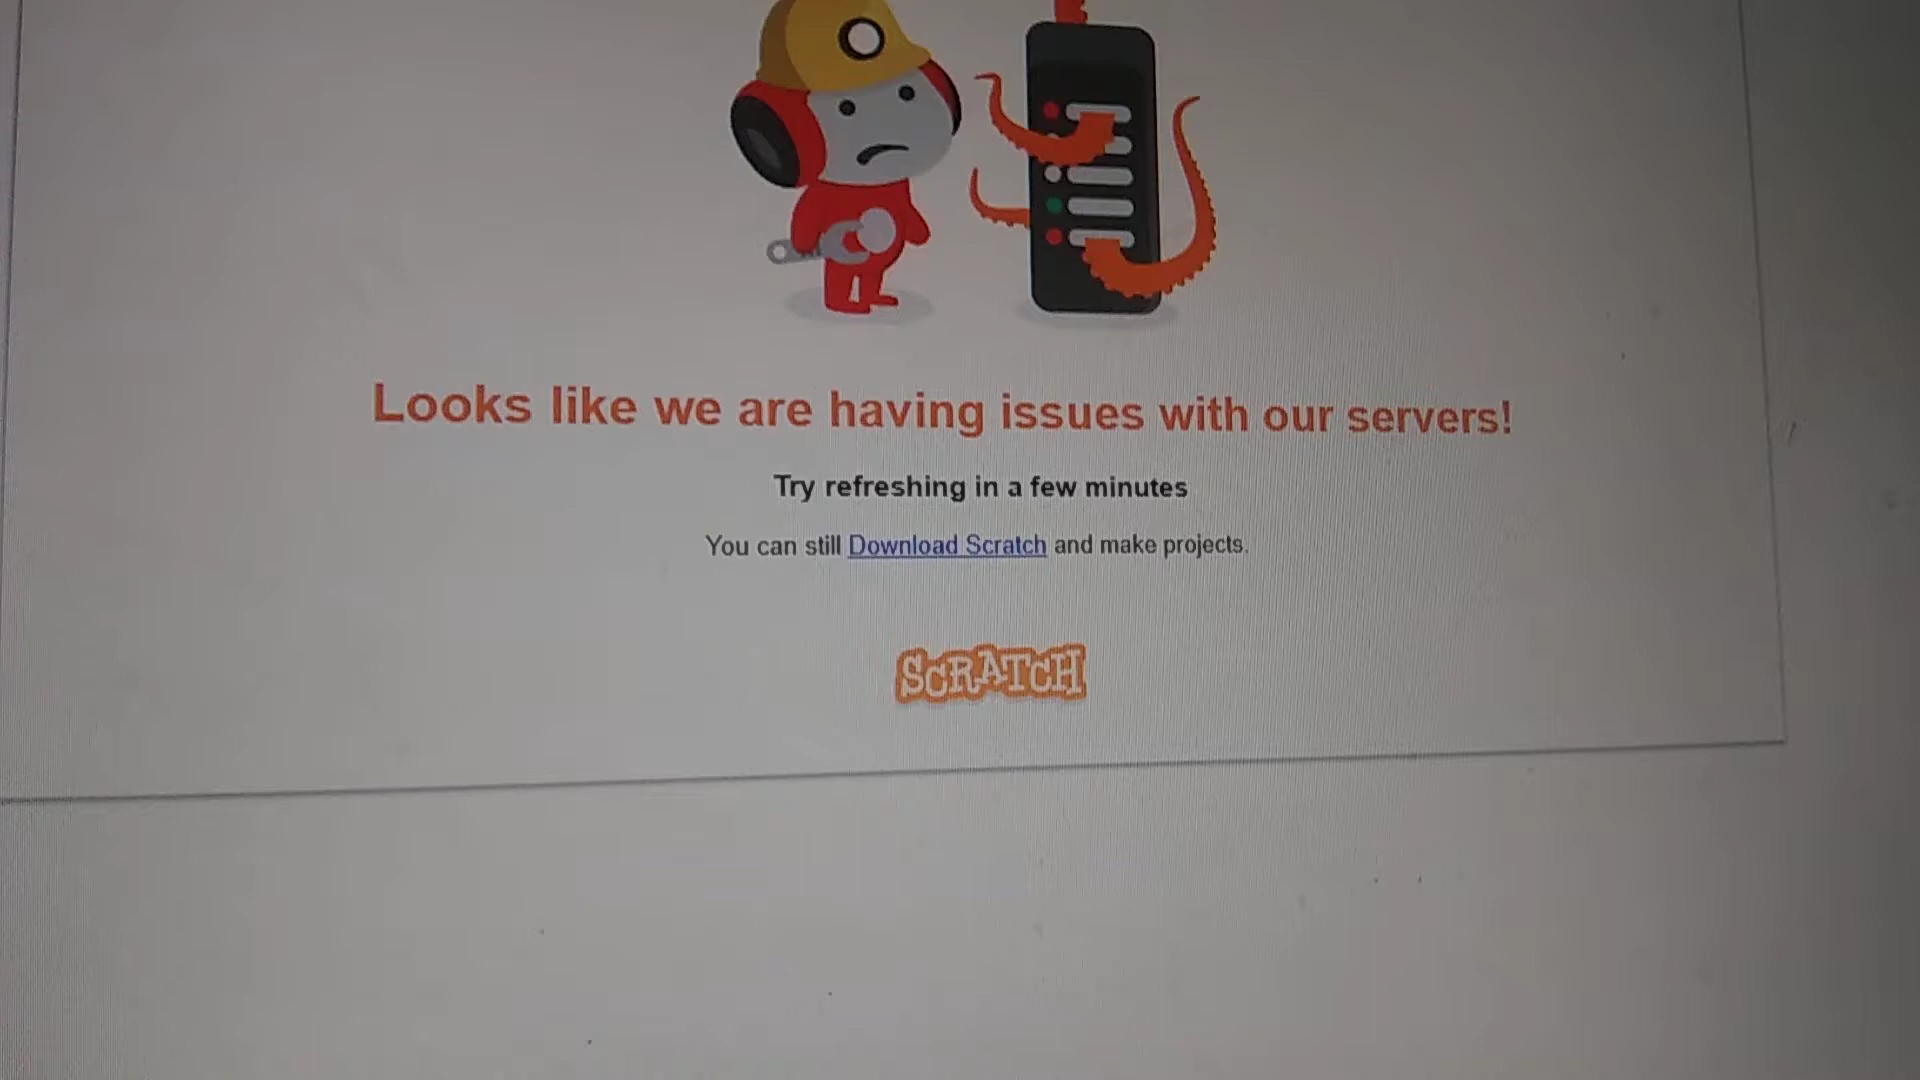 Looks like we are having issues with our servers!
Try refreshing in a few minutes
You can still Download Scratch and make projects.
SCRATCH